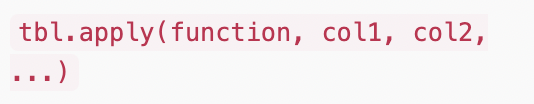 tbl.apply(function, col1, col2,
...)